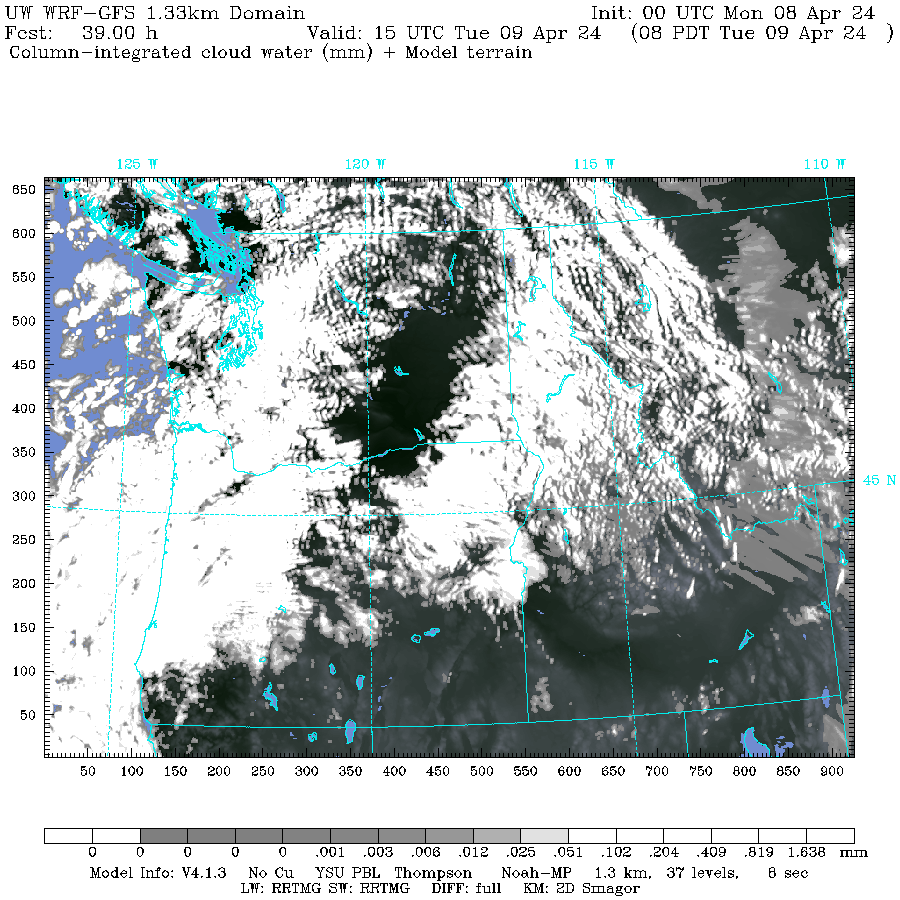 UW WRF-GFS 1.33km Domain Init: 00 UTC Mon 08 Apr 24
Fcst: 39.00 h Valid: 15 UTC Tue 09 Apr 24 (08 PDT Tue 09 Apr 24 )
Column-integrated cloud water (mm) + Model terrain
125 W 120 W 115 W 110 W
650
600
550
500
450
400
350
45 N
300
250
200
150
100
50
50 100 150 200 250 300 350 400 450 500 550 600 650 700 750 800 850 900
0 0 0 0 0 .001 .003 .006 .012 .025 .051 .102 .204 .409 .819 1.638 mm
Model Info: V4.1.3 No Cu YSU PBL Thompson Noah-MP 1.3 km, 37 levels, 8 sec
LW: RRTMG SW: RRTMG DIFF: full KM: 2D Smagor